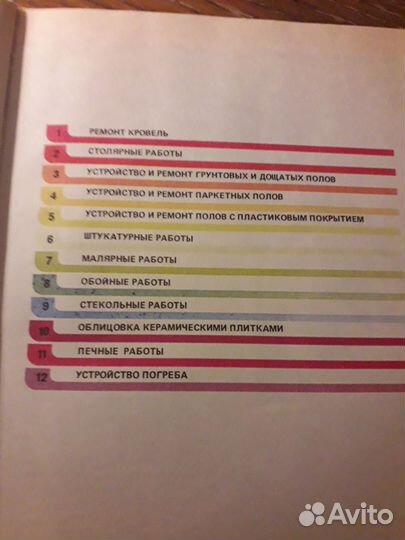 1 РЕМОНТ КРОВЕЛЬ
2 СТОЛЯРНЫЕ РАБОТЫ
3 УСТРОЙСТВО И РЕМОНТ ГРУНТОВЫХ И ДОЩАТЫХ ПОЛОВ
4 УСТРОЙСТВО И РЕМОНТ ПАРКЕТНЫХ ПОЛОВ
5 УСТРОЙСТВО И РЕМОНТ ПОЛОВ С ПЛАСТИКОВЫМ ПОКРЫТИЕМ
6 ШТУКАТУРНЫЕ РАБОТЫ
7 МАЛЯРНЫЕ РАБОТЫ
8 ОБОЙНЫЕ РАБОТЫ
9 СТЕКОЛЬНЫЕ РАБОТЫ
10 ОБЛИЦОВКА КЕРАМИЧЕСКИМИ ПЛИТКАМИ
11 ПЕЧНЫЕ РАБОТЫ
12 УСТРОЙСТВО ПОГРЕБА
Avito